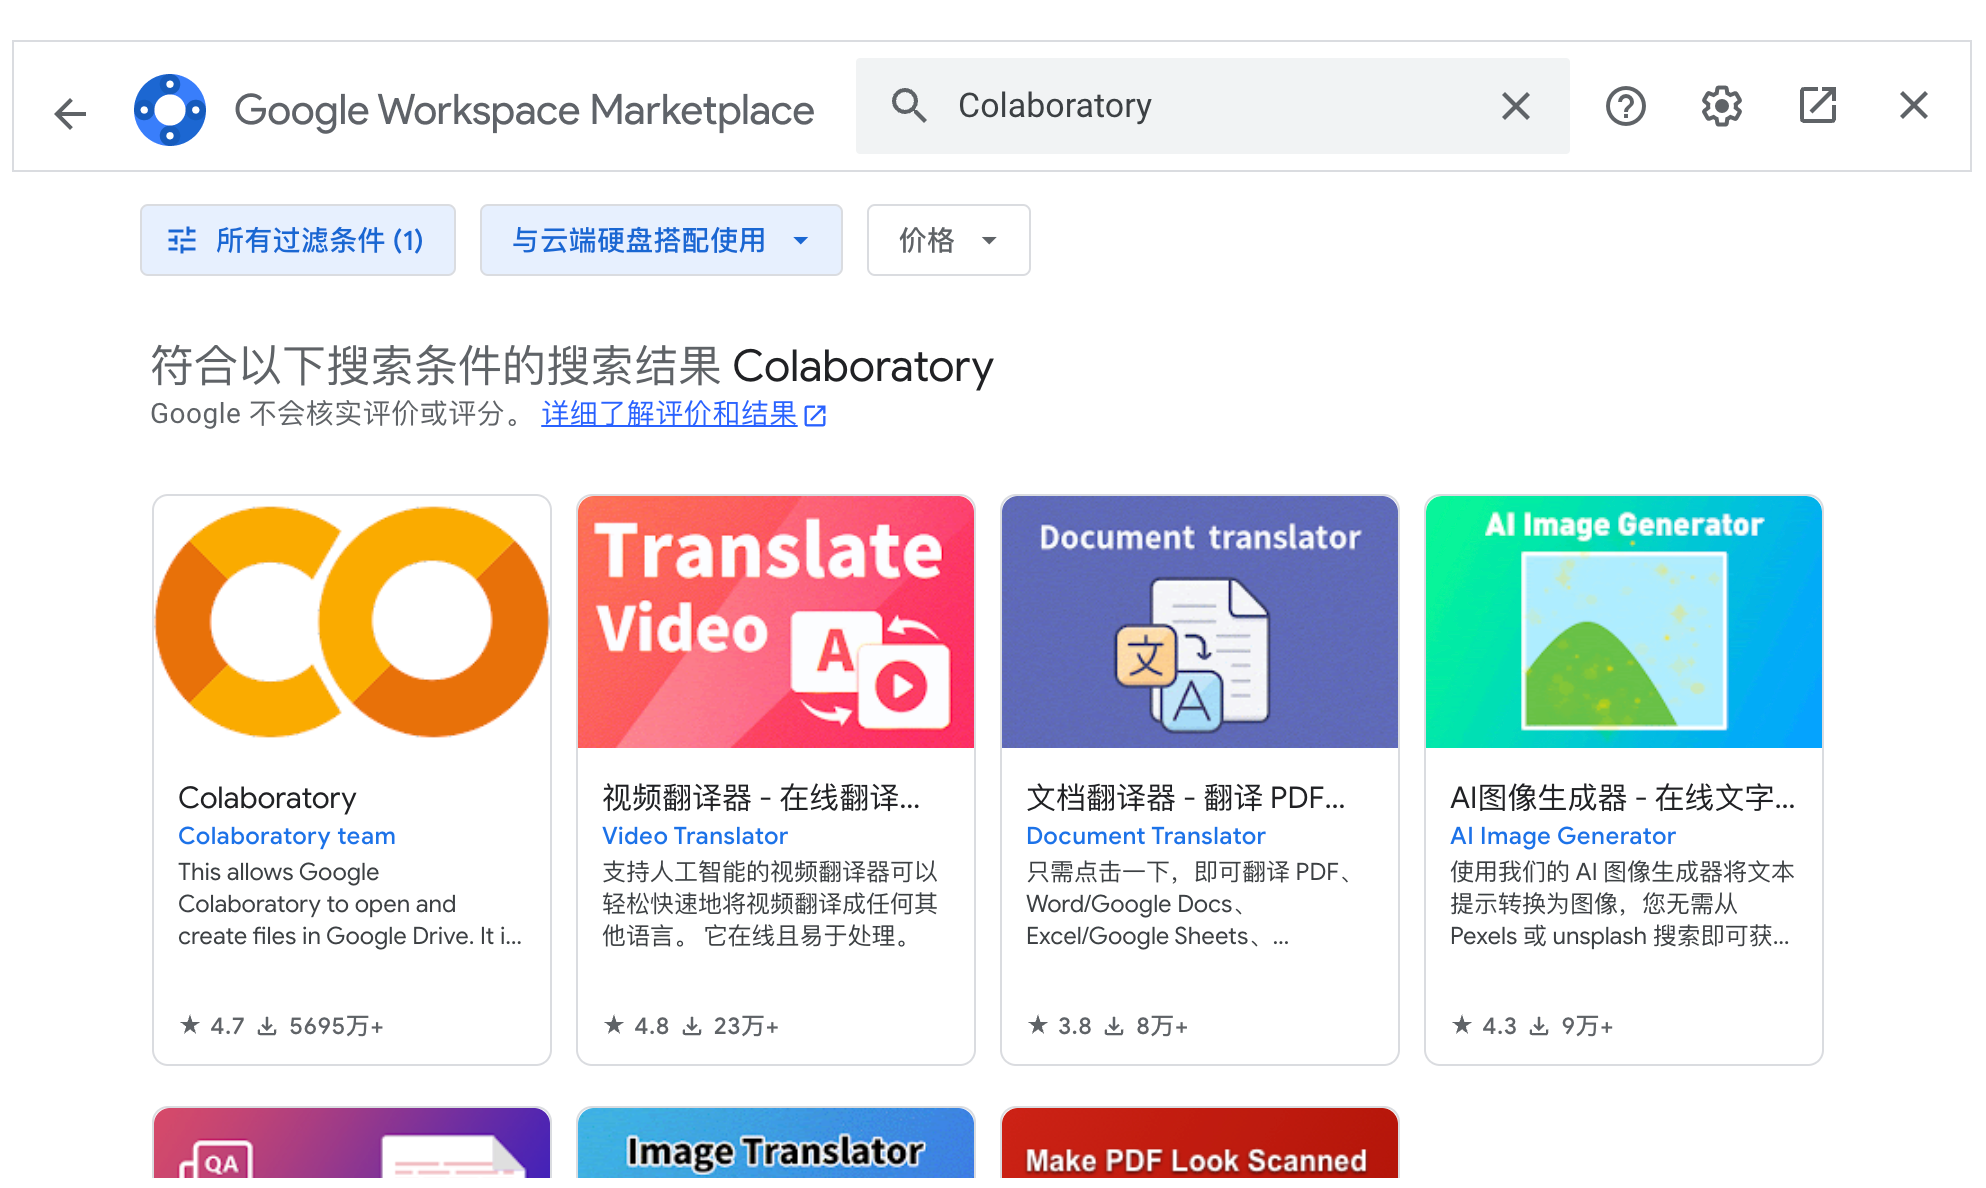 Google Workspace Marketplace
Colaboratory
所有过滤条件 (1)
与云端硬盘搭配使用
价格
符合以下搜索条件的搜索结果 Colaboratory
Google 不会核实评价或评分。 详细了解评价和结果
Colaboratory
Colaboratory team
This allows Google
Colaboratory to open and
create files in Google Drive. It i...
4.7 5695万+
Translate
Video
A
视频翻译器 - 在线翻译...
Video Translator
支持人工智能的视频翻译器可以
轻松快速地将视频翻译成任何其
他语言。 它在线且易于处理。
4.8 23万+
Document translator
文
A
文档翻译器 - 翻译 PDF...
Document Translator
只需点击一下，即可翻译 PDF、
Word/Google Docs、
Excel/Google Sheets、...
3.8 8万+
AI Image Generator
AI图像生成器 - 在线文字...
AI Image Generator
使用我们的 AI 图像生成器将文本
提示转换为图像，您无需从
Pexels 或 unsplash 搜索即可获...
4.3 9万+
QA
Image Translator
Make PDF Look Scanned